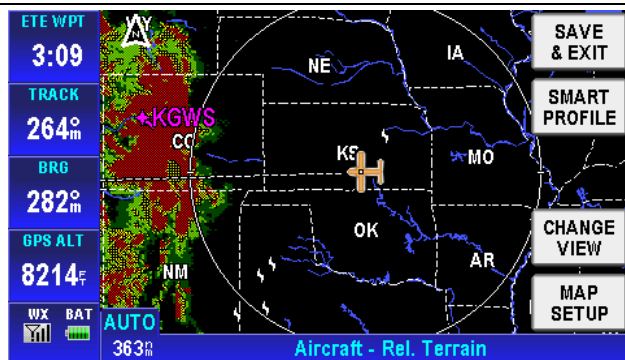 ETE WPT
3:09
TRACK
264°m
BRG
282°m
GPS ALT
8214F
WX BAT
N
NE
IA
KGWS
CO
KS
MO
OK
AR
NM
AUTO
363nm
Aircraft - Rel. Terrain
SAVE
& EXIT
SMART
PROFILE
CHANGE
VIEW
MAP
SETUP